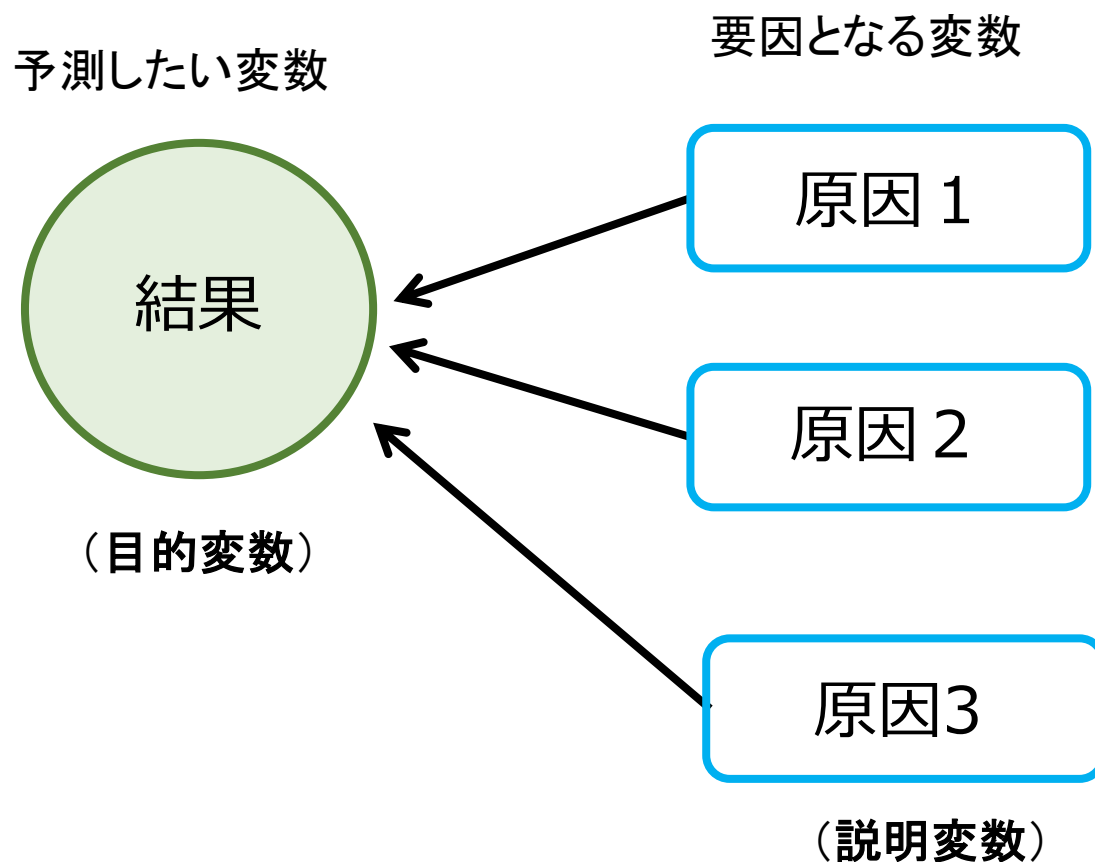 予測したい変数
要因となる変数
結果
原因１
原因２
原因3
（目的変数）
（説明変数）